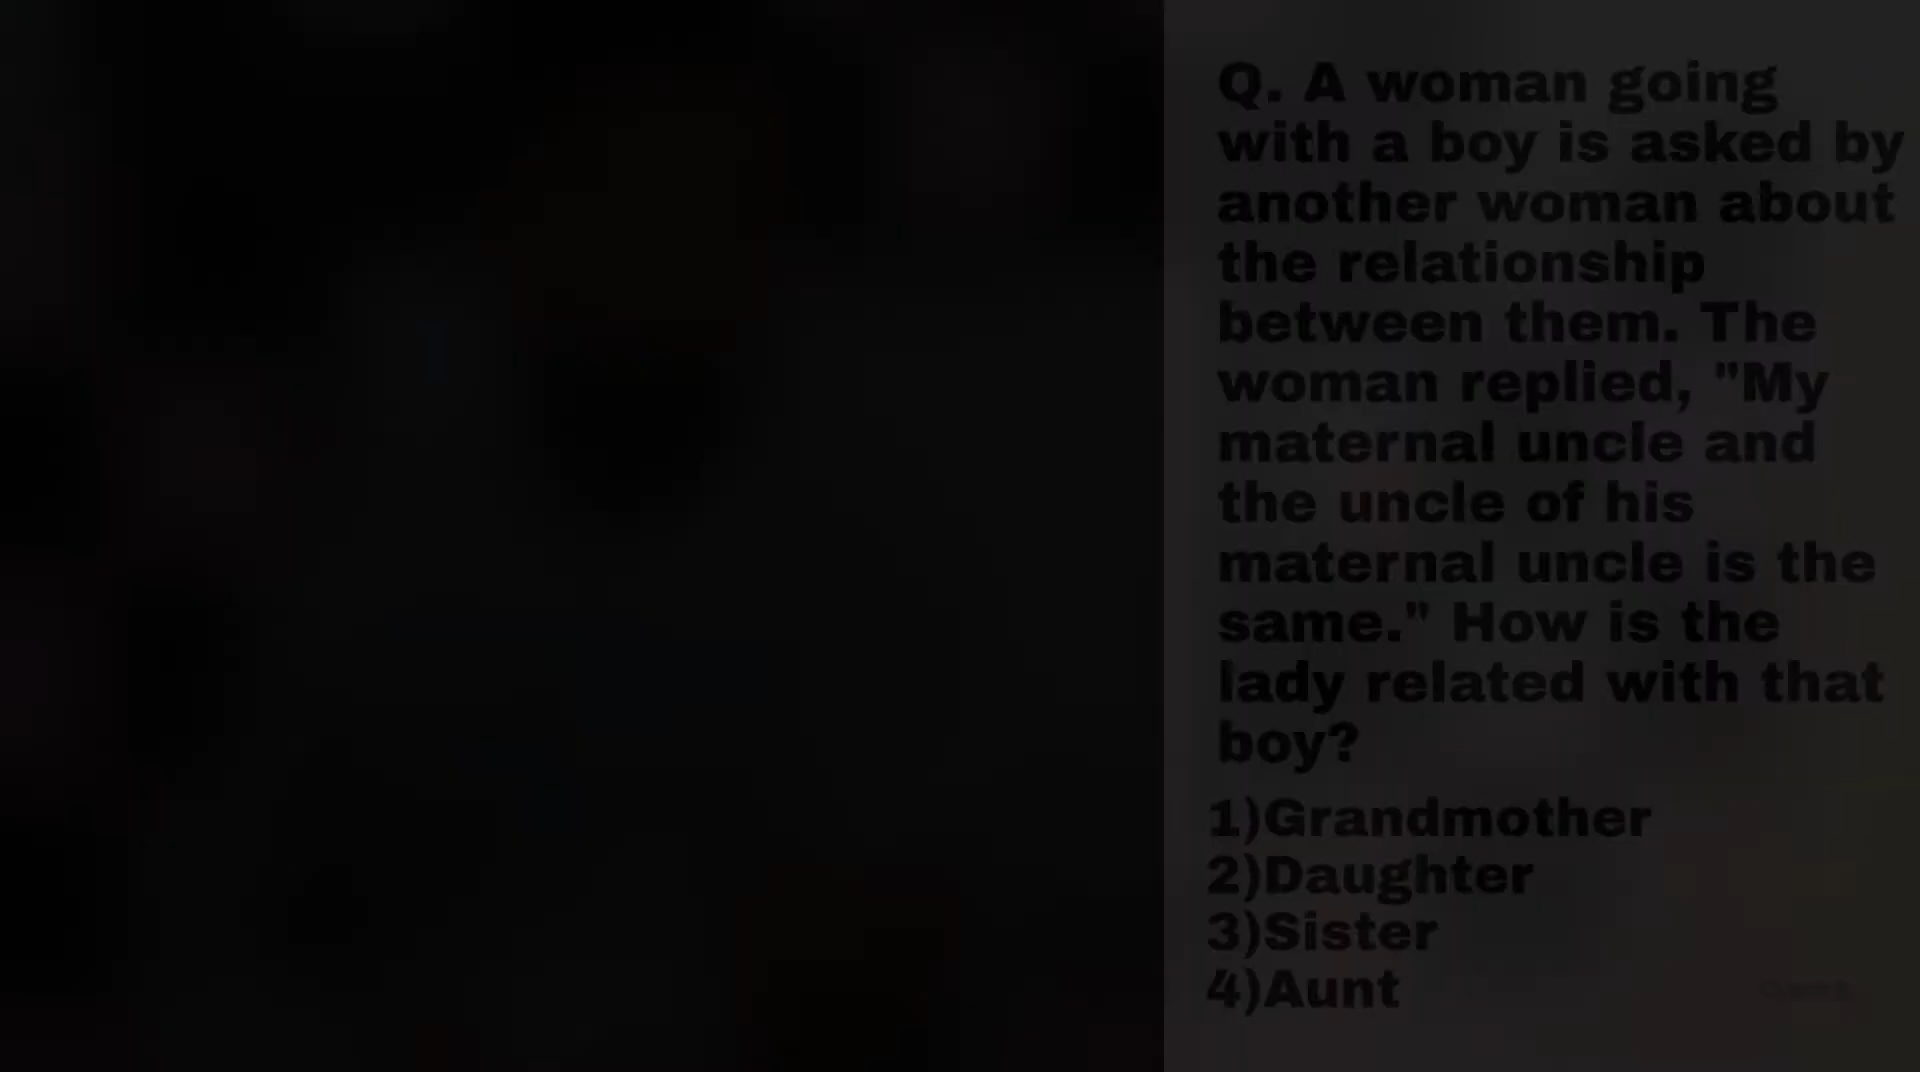 Q. A woman going
with a boy is asked by
another woman about
the relationship
between them. The
woman replied, "My
maternal uncle and
the uncle of his
maternal uncle is the
same." How is the
lady related with that
boy?
1)Grandmother
2)Daughter
3)Sister
4)Aunt